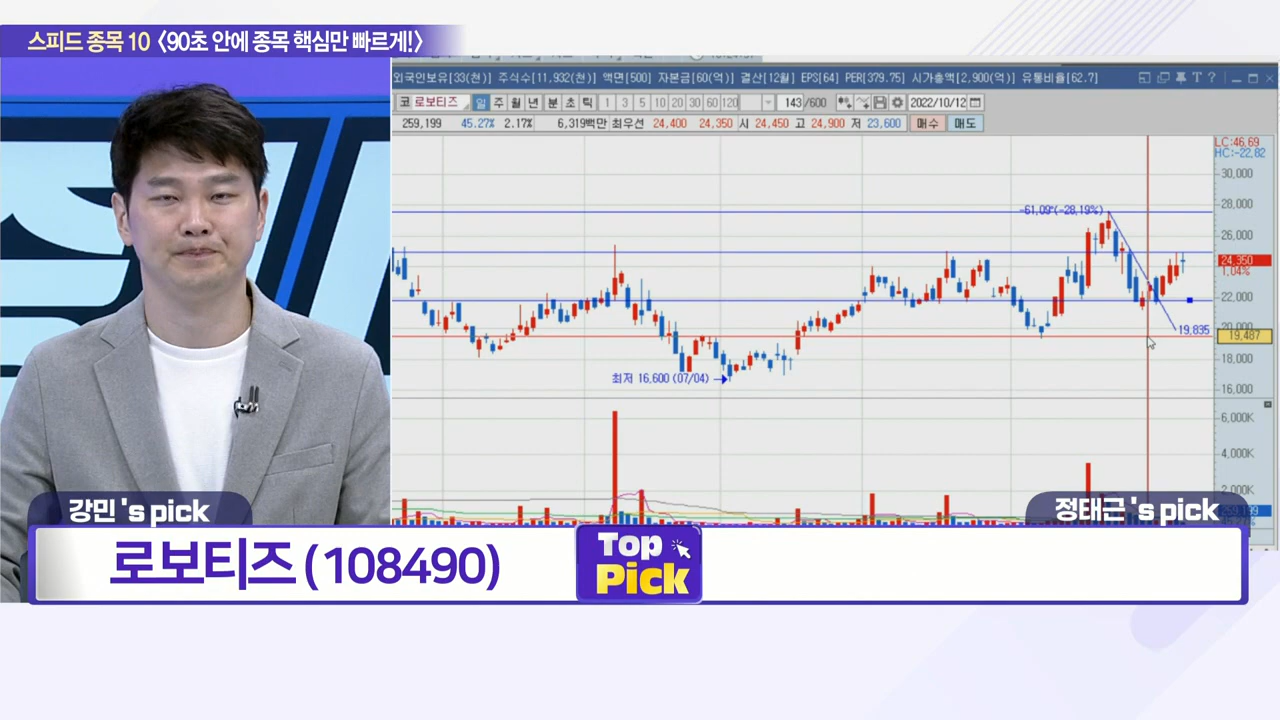 스피드 종목 10 〈90초 안에 종목 핵심만 빠르게!〉
외국인보유[33(천)] 주식수[11,932(천)] 액면[500] 자본금[60(억)] 결산[12월] EPS[64] PER[379.75] 시가총액[2,900(억)] 유통비율[62.7]
코 로보티즈 일 주 월 년 분 초 틱 1 3 5 10 20 30 60 120 143 /600 2022/10/12
259,199 45.27% 2.17% 6,319백만 최우선 24,400 24,350 시 24,450 고 24,900 저 23,600 매수 매도
LC:46.69
HC:-22.82
30,000
28,000
-61,09*(-28,19%)
26,000
24,350
1.04%
22,000
20,000
19,835
19,487
18,000
최저 16,600 (07/04)
16,000
6,000K
4,000K
2,000K
259,199
강민 's pick
정태근 's pick
로보티즈 (108490)
Top
Pick